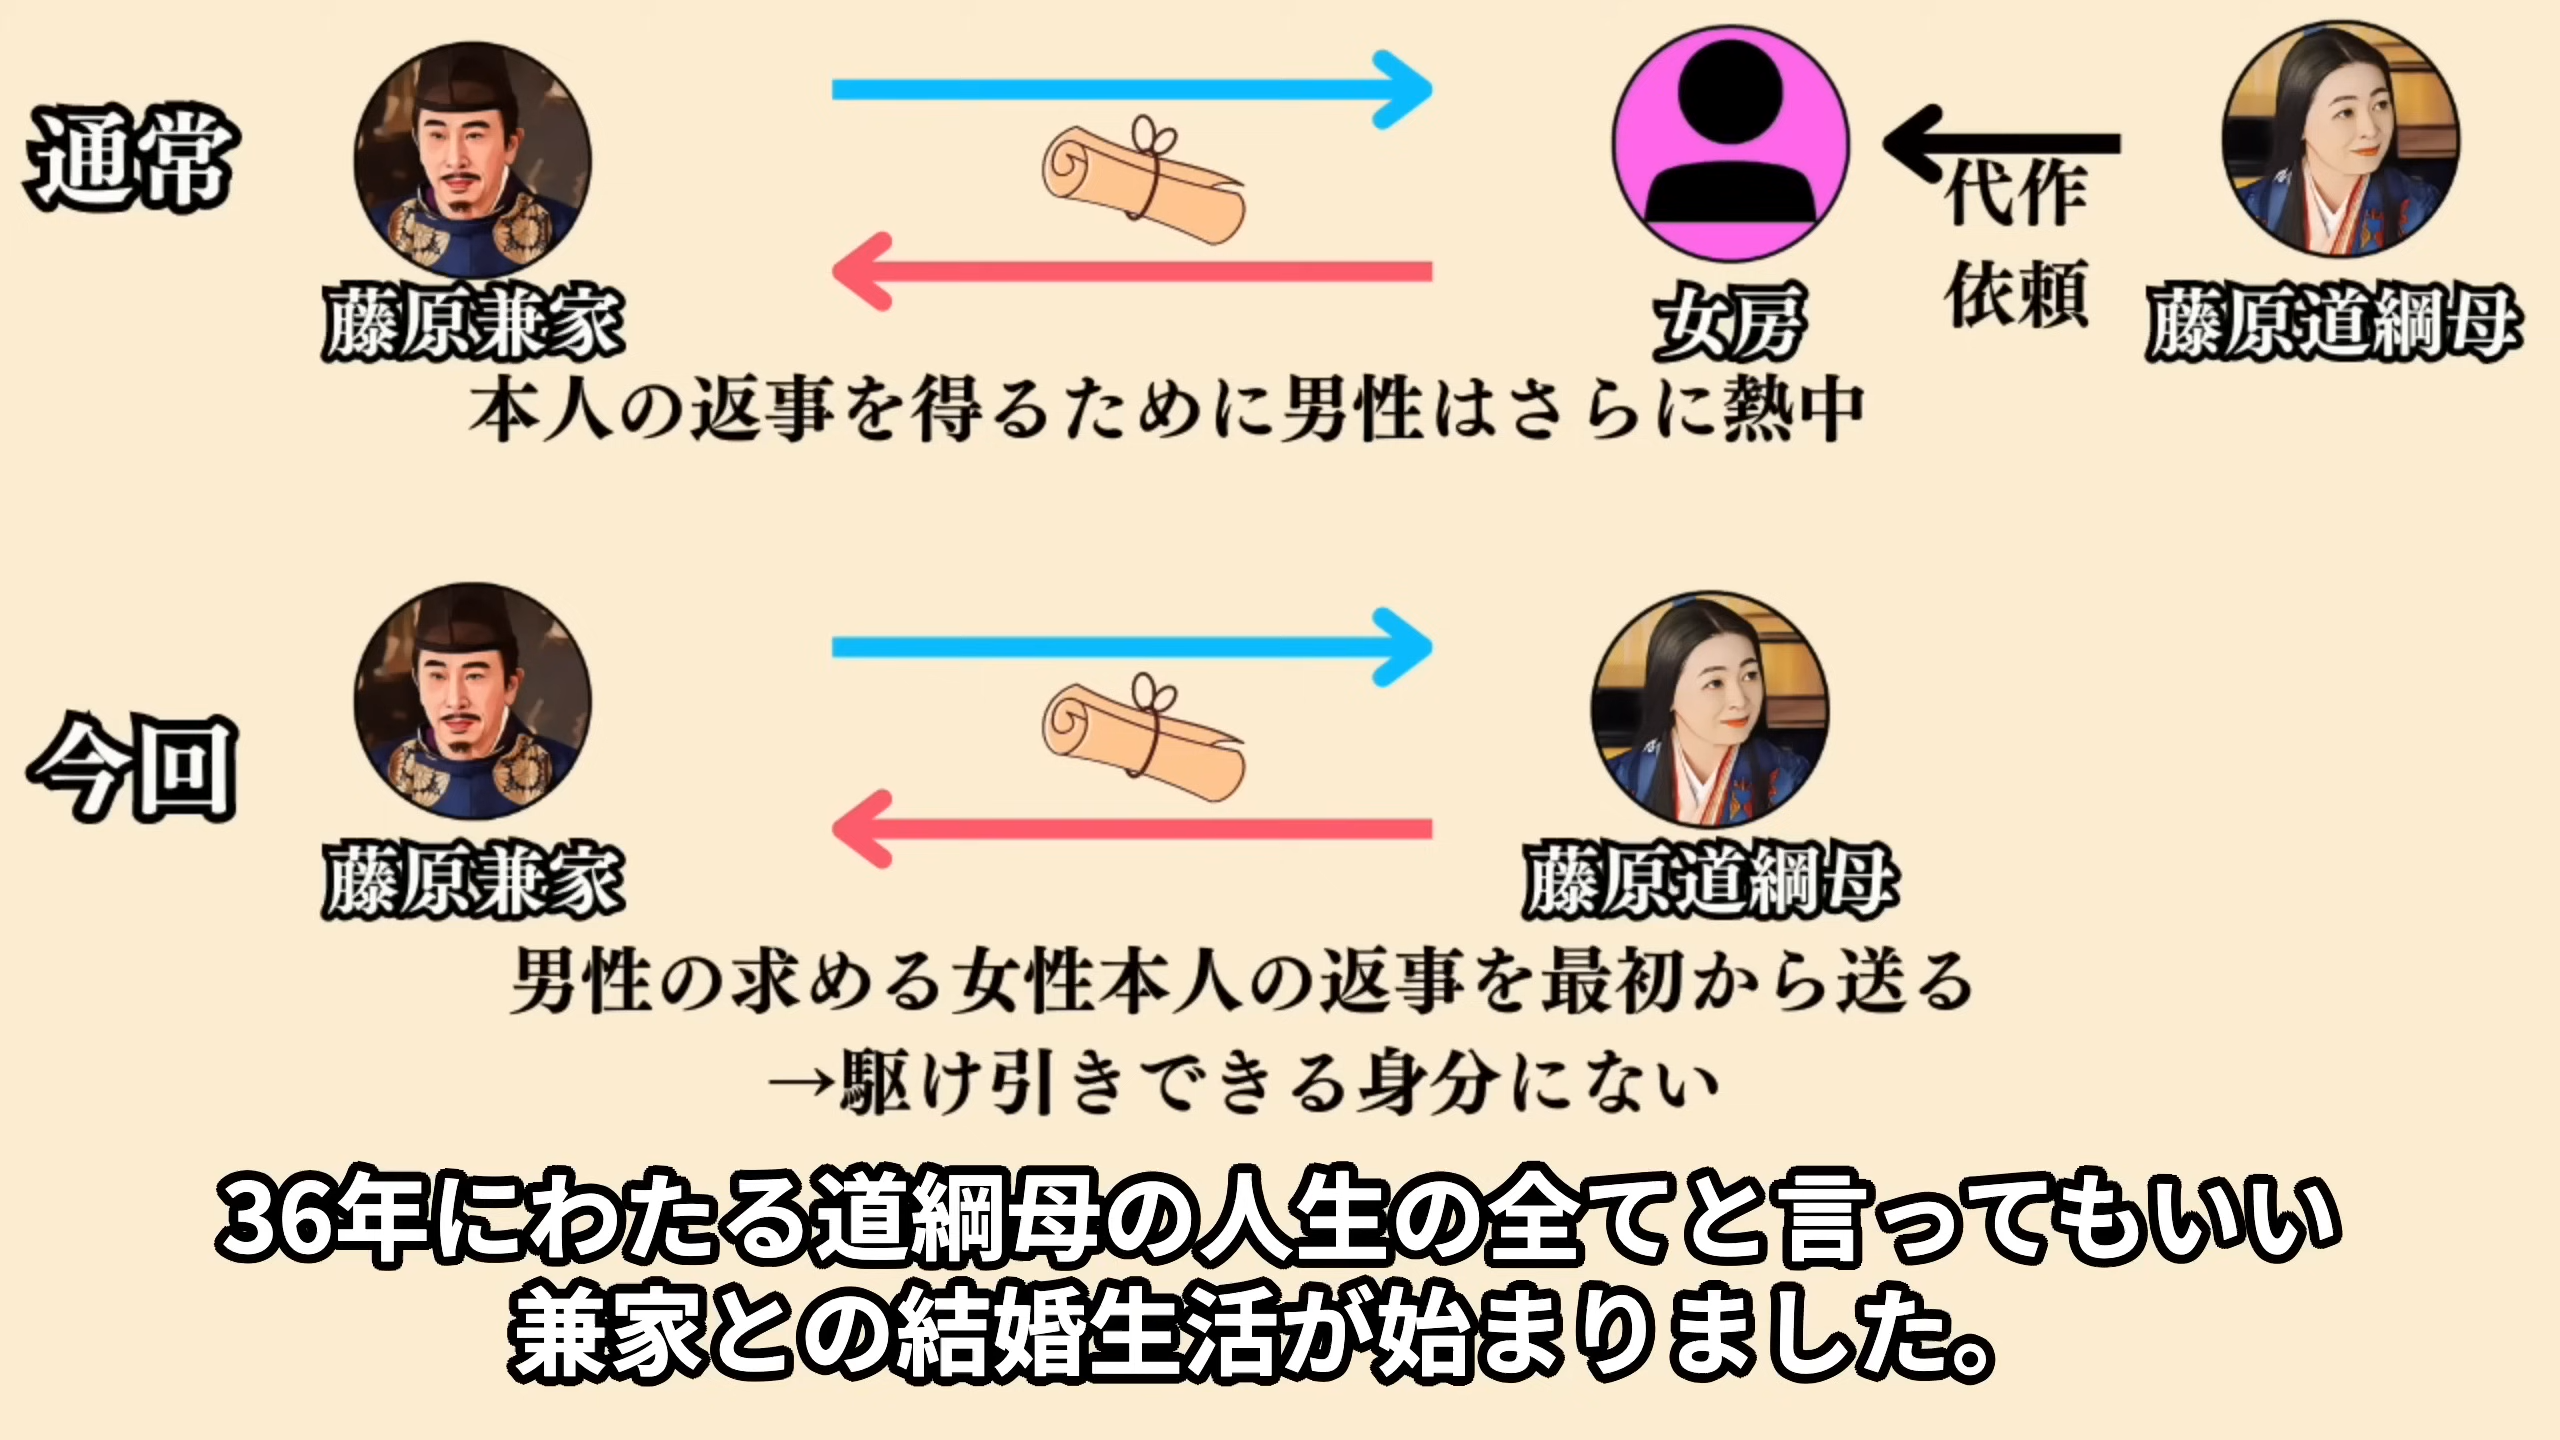 通常
藤原兼家
女房
代作
依頼
藤原道綱母
本人の返事を得るために男性はさらに熱中
今回
藤原兼家
藤原道綱母
男性の求める女性本人の返事を最初から送る
→駆け引きできる身分にない
36年にわたる道綱母の人生の全てと言ってもいい
兼家との結婚生活が始まりました。